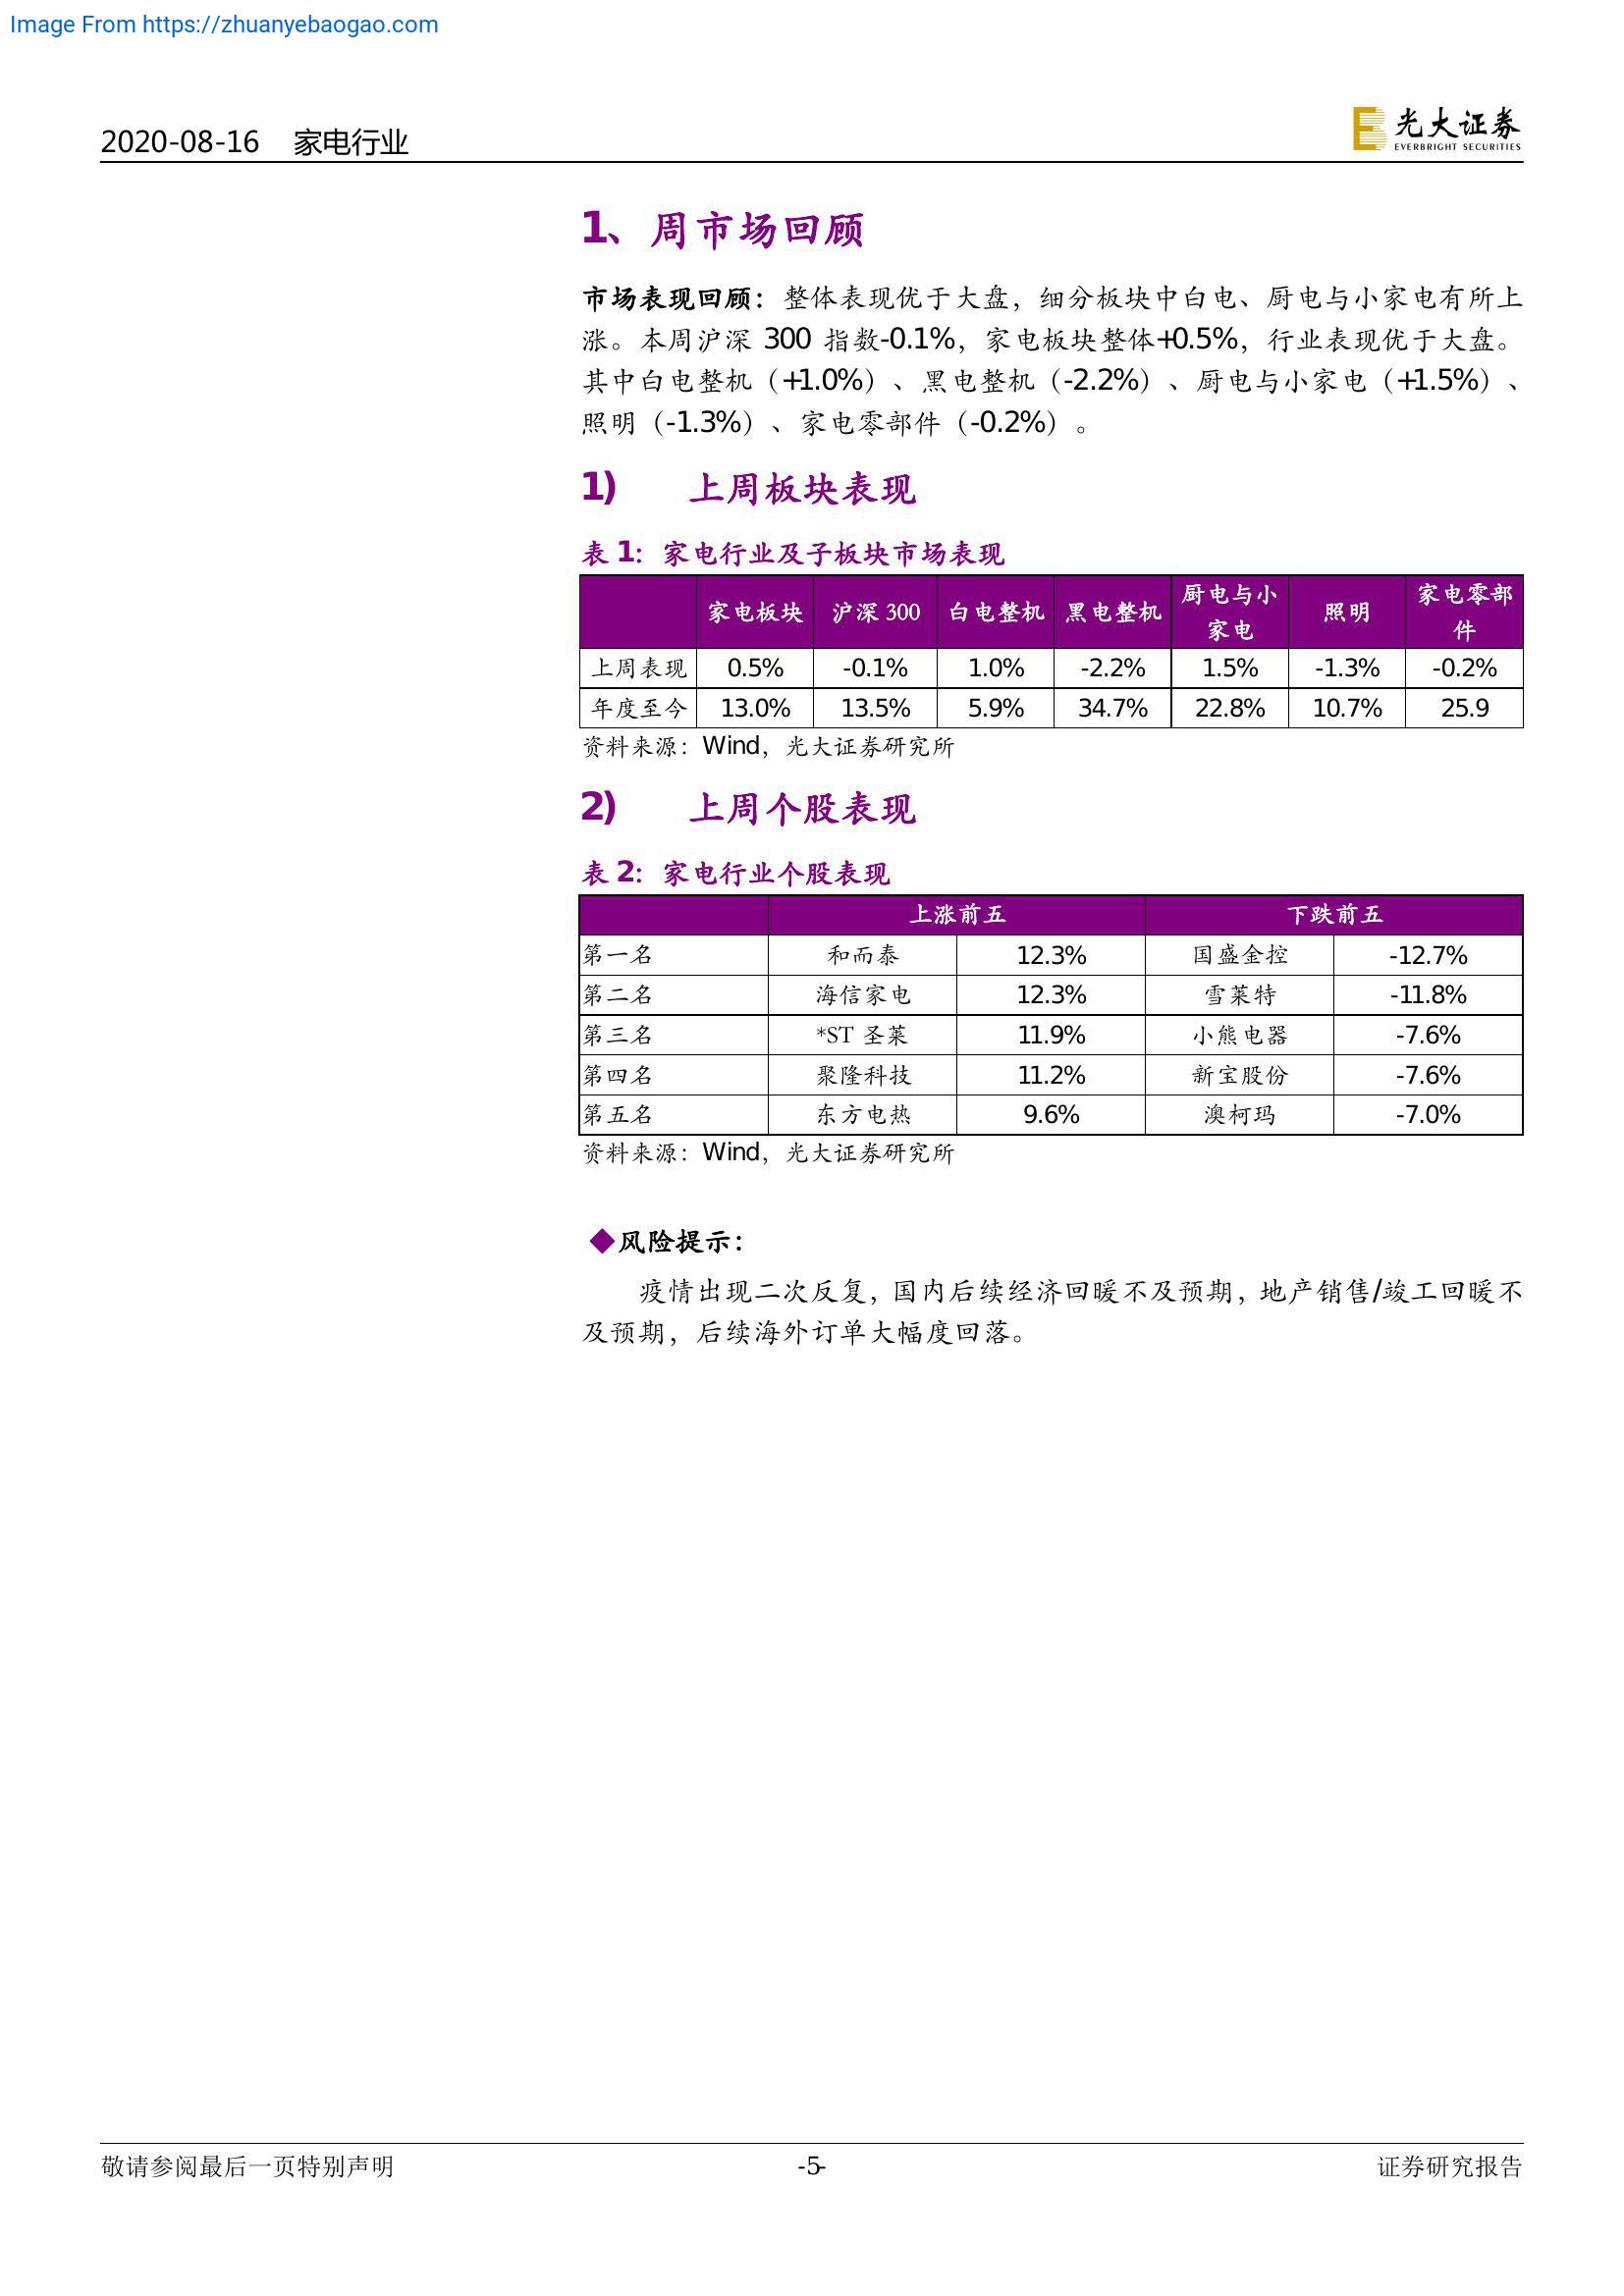 Image From https://zhuanyebaogao.com
2020-08-16 家电行业
光大证券
EVERBRIGHT SECURITIES
1、周市场回顾
市场表现回顾：整体表现优于大盘，细分板块中白电、厨电与小家电有所上
涨。本周沪深 300 指数-0.1%，家电板块整体+0.5%，行业表现优于大盘。
其中白电整机（+1.0%）、黑电整机（-2.2%）、厨电与小家电（+1.5%）、
照明（-1.3%）、家电零部件（-0.2%）。
1) 上周板块表现
表 1：家电行业及子板块市场表现
家电板块 沪深 300 白电整机 黑电整机 厨电与小家电 照明 家电零部件
上周表现 0.5% -0.1% 1.0% -2.2% 1.5% -1.3% -0.2%
年度至今 13.0% 13.5% 5.9% 34.7% 22.8% 10.7% 25.9
资料来源：Wind，光大证券研究所
2) 上周个股表现
表 2：家电行业个股表现
上涨前五 下跌前五
第一名 和而泰 12.3% 国盛金控 -12.7%
第二名 海信家电 12.3% 雪莱特 -11.8%
第三名 *ST 圣莱 11.9% 小熊电器 -7.6%
第四名 聚隆科技 11.2% 新宝股份 -7.6%
第五名 东方电热 9.6% 澳柯玛 -7.0%
资料来源：Wind，光大证券研究所
◆风险提示：
疫情出现二次反复，国内后续经济回暖不及预期，地产销售/竣工回暖不
及预期，后续海外订单大幅度回落。
敬请参阅最后一页特别声明 -5- 证券研究报告